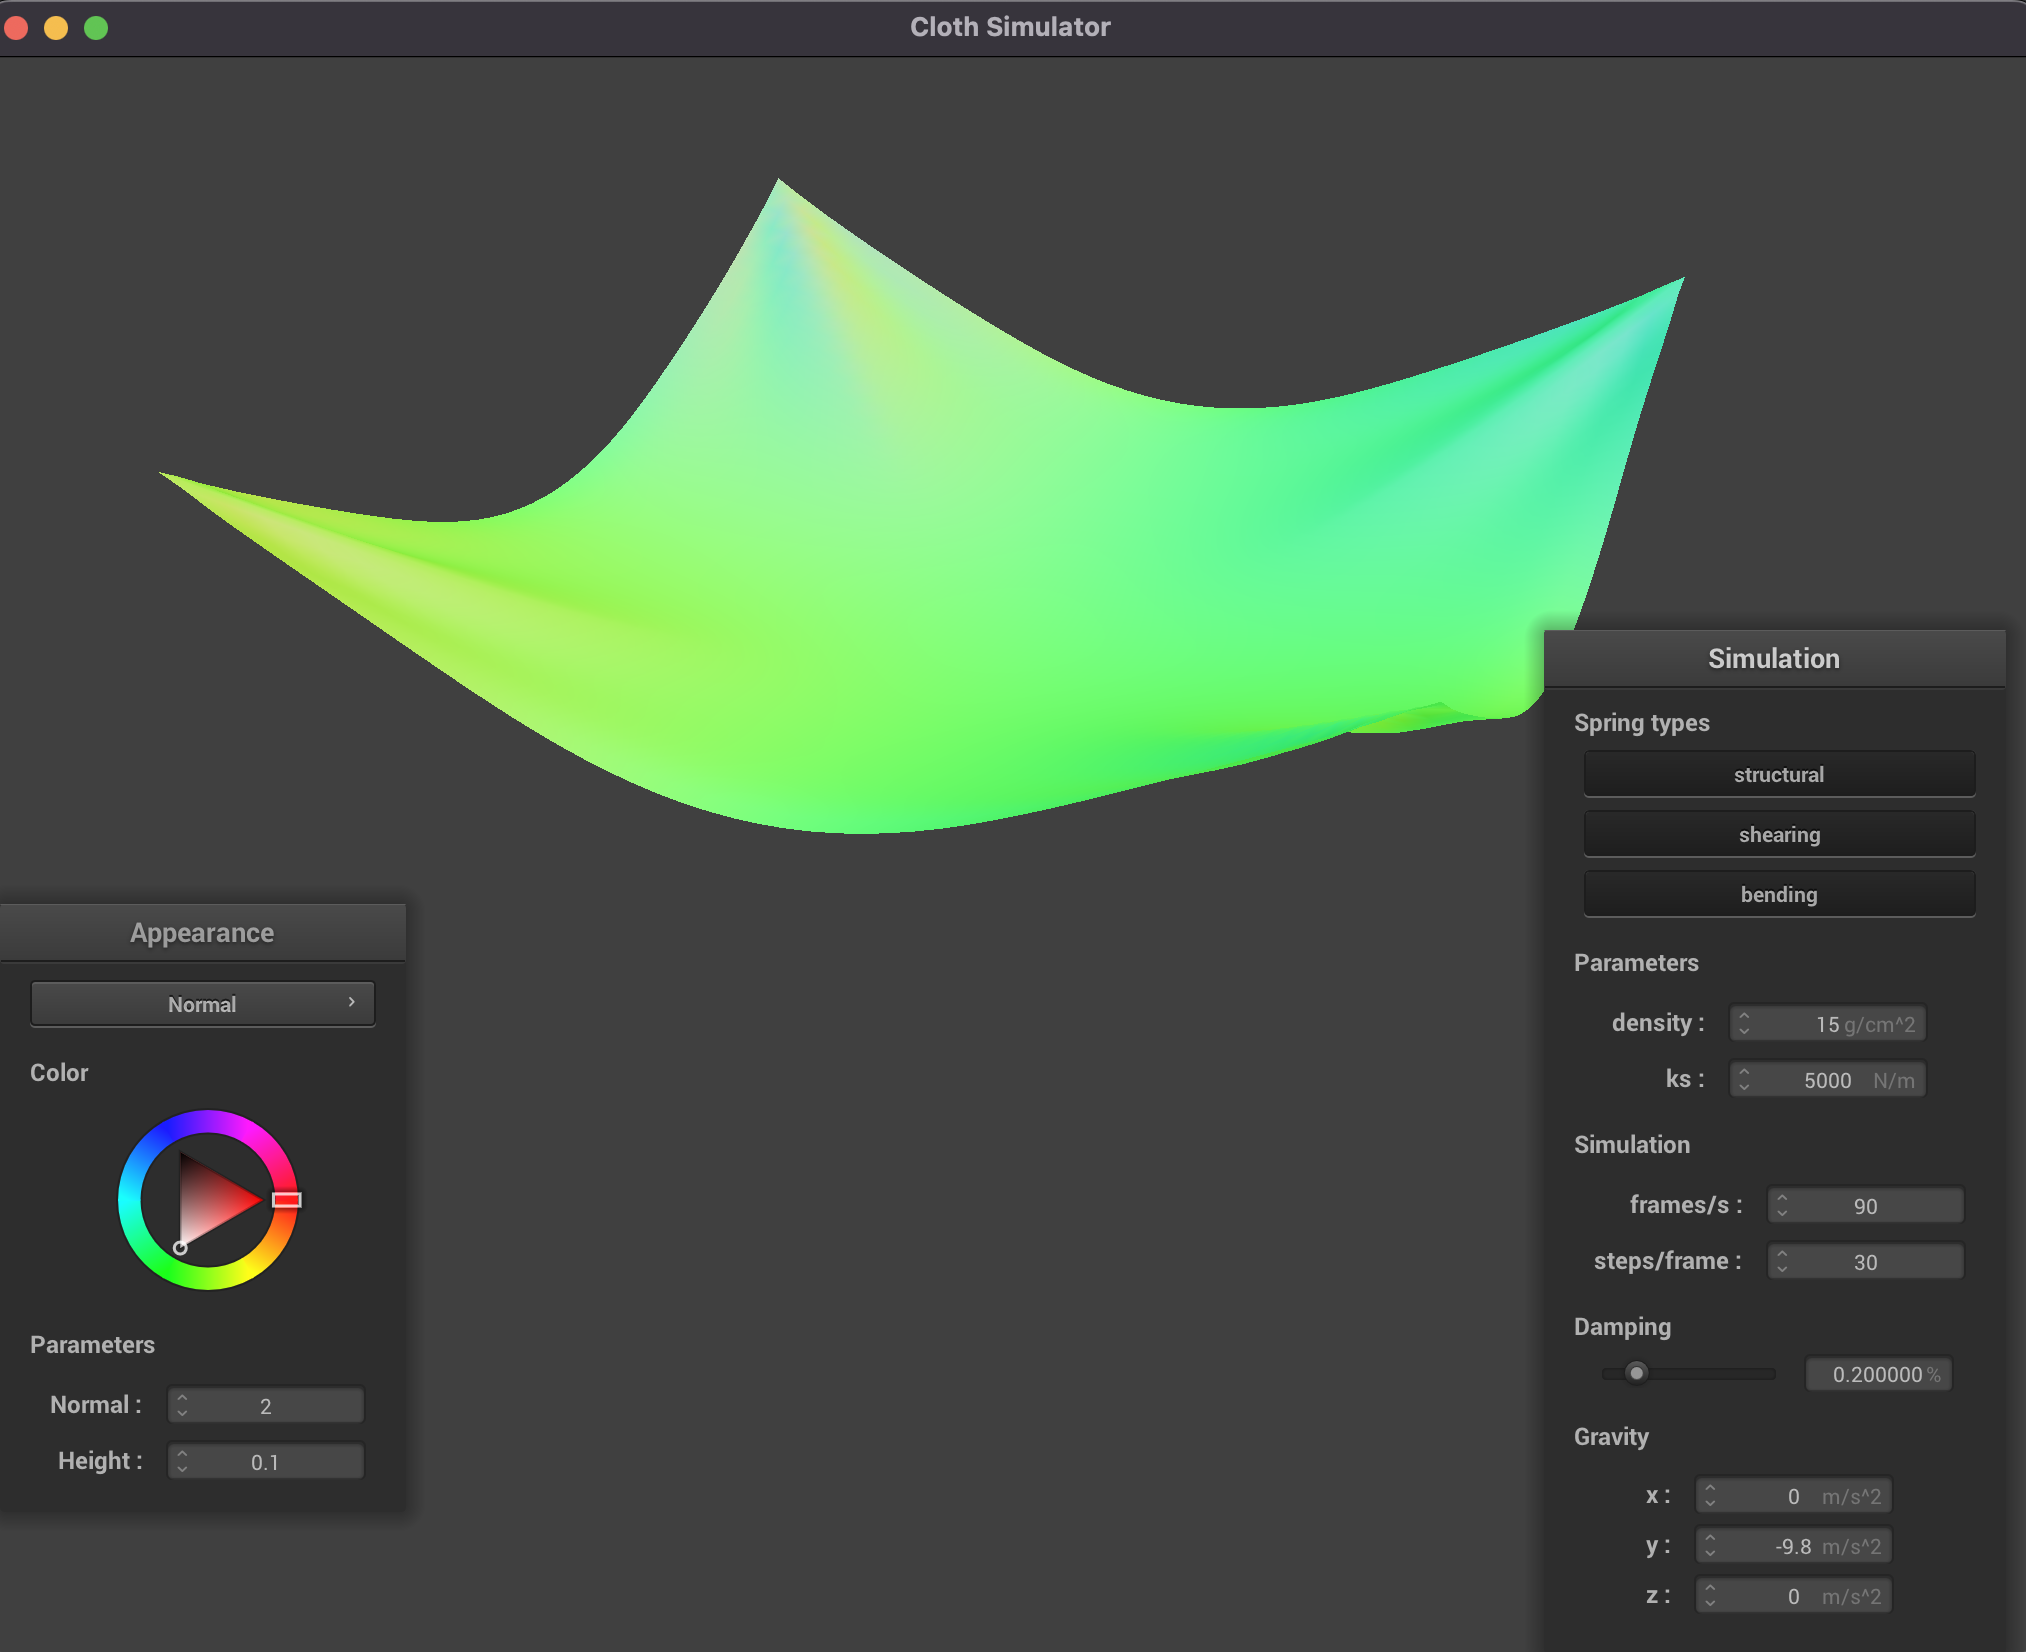 Cloth Simulator
Simulation
Spring types
structural
shearing
bending
Parameters
density : 15 g/cm^2
ks : 5000 N/m
Simulation
frames/s : 90
steps/frame : 30
Damping
0.200000 %
Gravity
x : 0 m/s^2
y : -9.8 m/s^2
z : 0 m/s^2
Appearance
Normal
Color
Parameters
Normal : 2
Height : 0.1